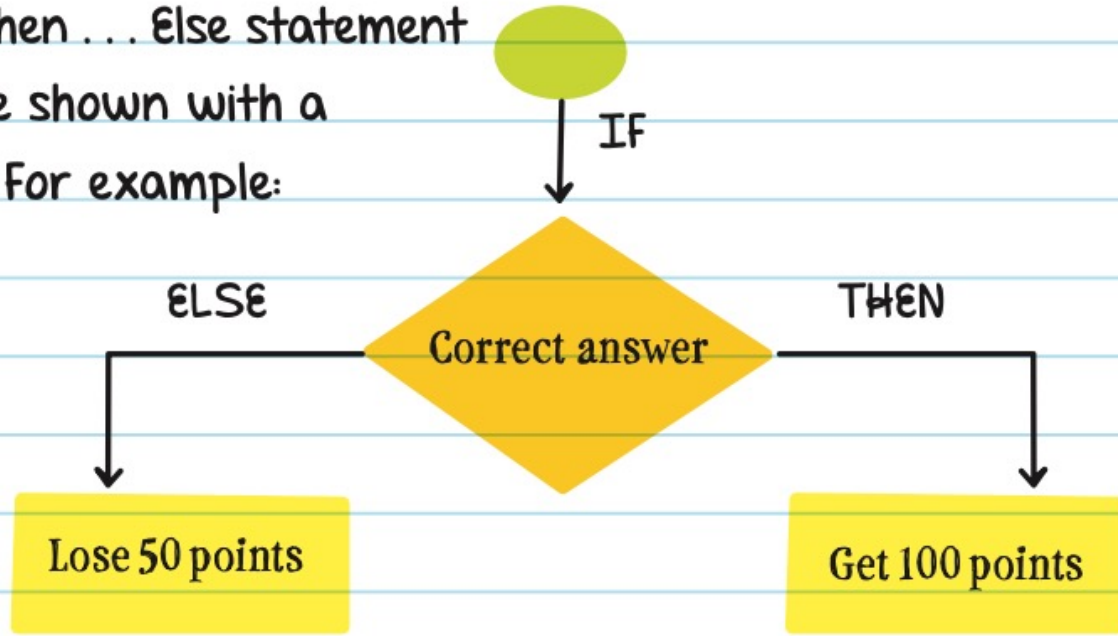 hen ... Else statement
e shown with a
For example:
IF
ELSE
THEN
Correct answer
Lose 50 points
Get 100 points